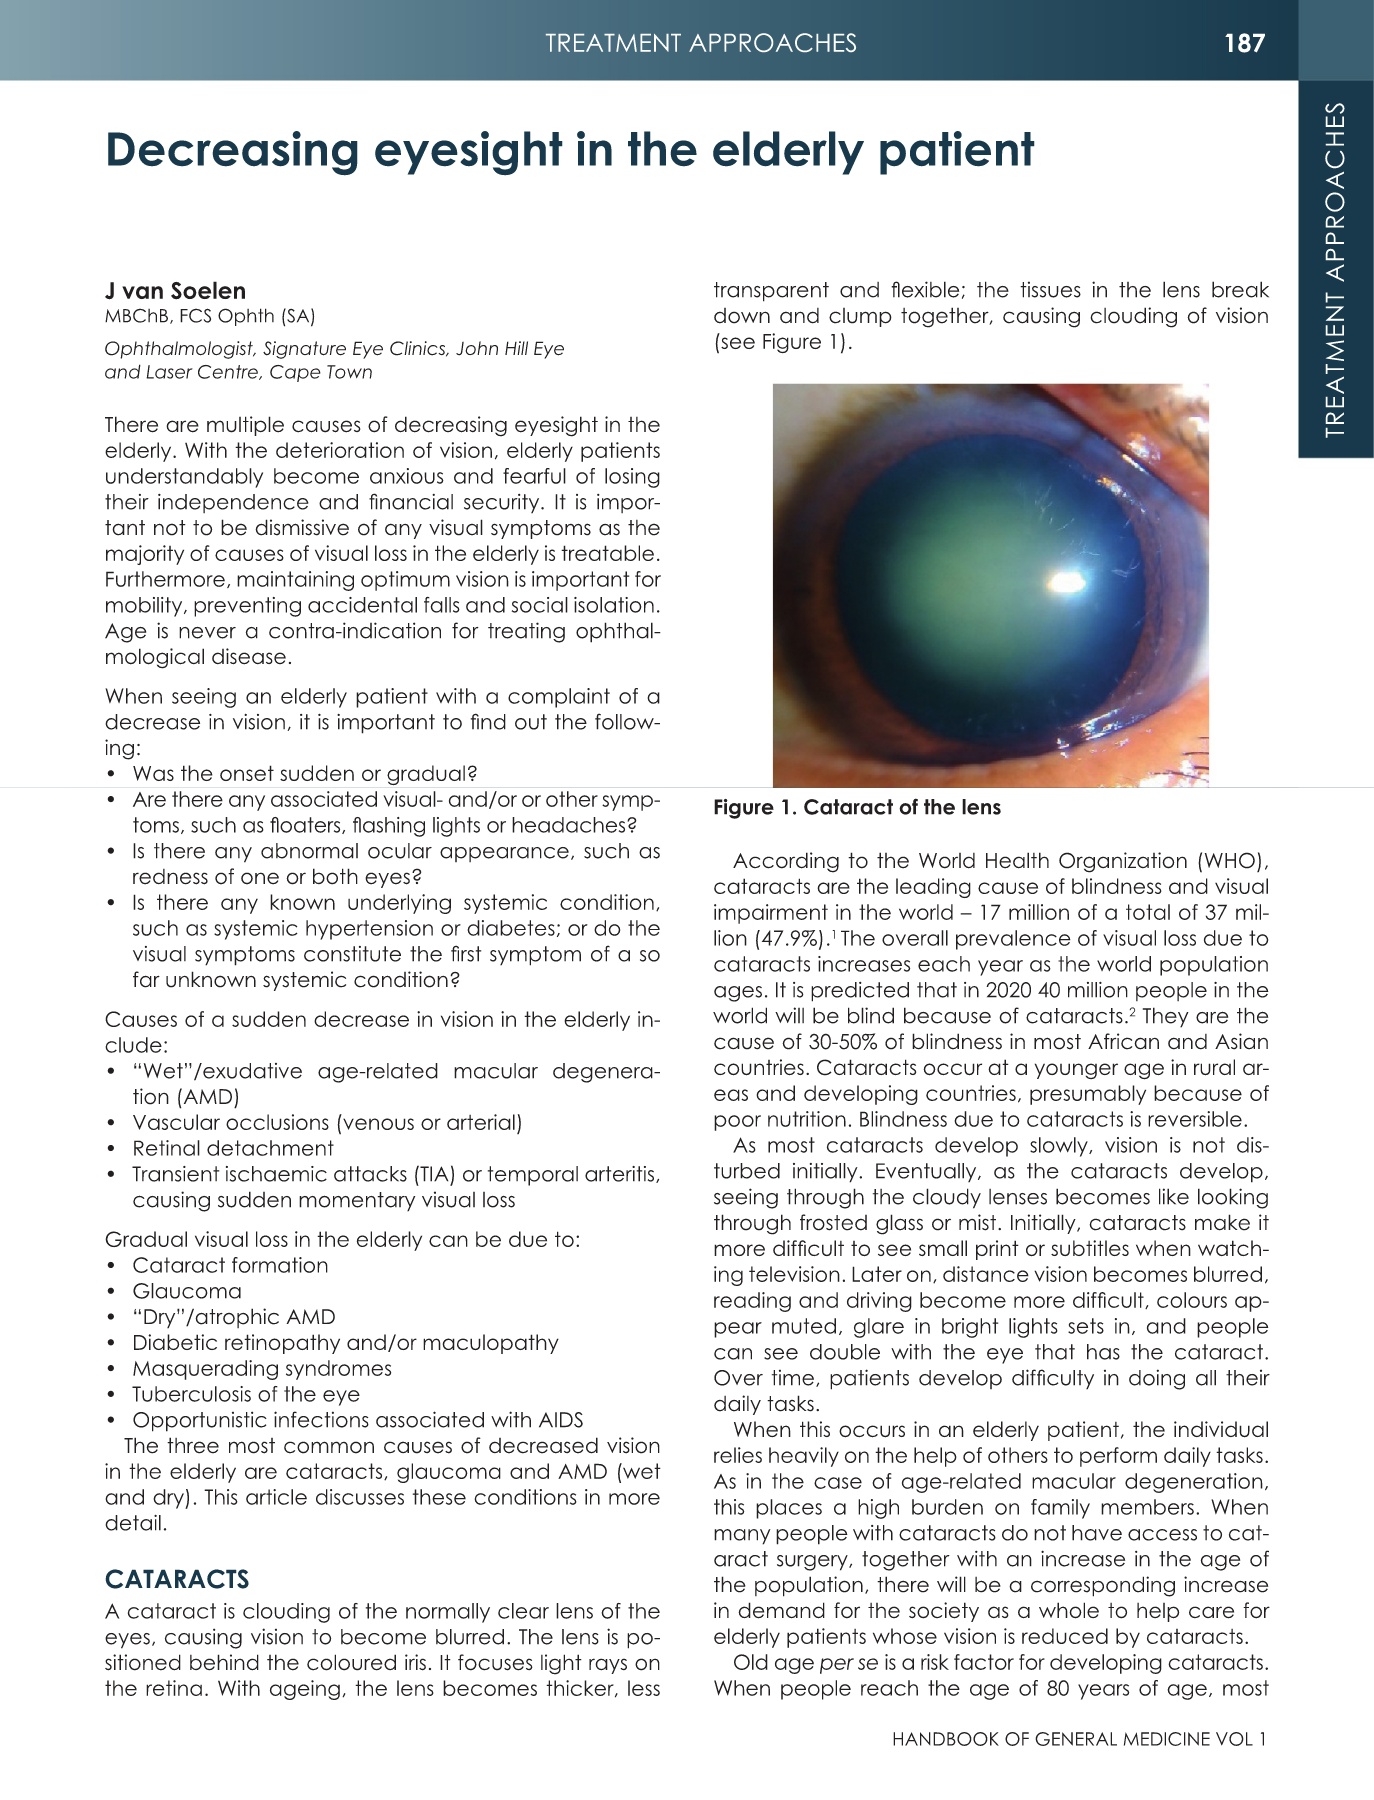 TREATMENT APPROACHES
187
TREATMENT APPROACHES
Decreasing eyesight in the elderly patient
J van Soelen
MBChB, FCS Ophth (SA)
Ophthalmologist, Signature Eye Clinics, John Hill Eye
and Laser Centre, Cape Town
There are multiple causes of decreasing eyesight in the
elderly. With the deterioration of vision, elderly patients
understandably become anxious and fearful of losing
their independence and financial security. It is impor-
tant not to be dismissive of any visual symptoms as the
majority of causes of visual loss in the elderly is treatable.
Furthermore, maintaining optimum vision is important for
mobility, preventing accidental falls and social isolation.
Age is never a contra-indication for treating ophthal-
mological disease.
When seeing an elderly patient with a complaint of a
decrease in vision, it is important to find out the follow-
ing:
• Was the onset sudden or gradual?
• Are there any associated visual- and/or or other symp-
toms, such as floaters, flashing lights or headaches?
• Is there any abnormal ocular appearance, such as
redness of one or both eyes?
• Is there any known underlying systemic condition,
such as systemic hypertension or diabetes; or do the
visual symptoms constitute the first symptom of a so
far unknown systemic condition?
Causes of a sudden decrease in vision in the elderly in-
clude:
• “Wet”/exudative age-related macular degenera-
tion (AMD)
• Vascular occlusions (venous or arterial)
• Retinal detachment
• Transient ischaemic attacks (TIA) or temporal arteritis,
causing sudden momentary visual loss
Gradual visual loss in the elderly can be due to:
• Cataract formation
• Glaucoma
• “Dry”/atrophic AMD
• Diabetic retinopathy and/or maculopathy
• Masquerading syndromes
• Tuberculosis of the eye
• Opportunistic infections associated with AIDS
The three most common causes of decreased vision
in the elderly are cataracts, glaucoma and AMD (wet
and dry). This article discusses these conditions in more
detail.
CATARACTS
A cataract is clouding of the normally clear lens of the
eyes, causing vision to become blurred. The lens is po-
sitioned behind the coloured iris. It focuses light rays on
the retina. With ageing, the lens becomes thicker, less
transparent and flexible; the tissues in the lens break
down and clump together, causing clouding of vision
(see Figure 1).
Figure 1. Cataract of the lens
According to the World Health Organization (WHO),
cataracts are the leading cause of blindness and visual
impairment in the world – 17 million of a total of 37 mil-
lion (47.9%).¹ The overall prevalence of visual loss due to
cataracts increases each year as the world population
ages. It is predicted that in 2020 40 million people in the
world will be blind because of cataracts.² They are the
cause of 30-50% of blindness in most African and Asian
countries. Cataracts occur at a younger age in rural ar-
eas and developing countries, presumably because of
poor nutrition. Blindness due to cataracts is reversible.
As most cataracts develop slowly, vision is not dis-
turbed initially. Eventually, as the cataracts develop,
seeing through the cloudy lenses becomes like looking
through frosted glass or mist. Initially, cataracts make it
more difficult to see small print or subtitles when watch-
ing television. Later on, distance vision becomes blurred,
reading and driving become more difficult, colours ap-
pear muted, glare in bright lights sets in, and people
can see double with the eye that has the cataract.
Over time, patients develop difficulty in doing all their
daily tasks.
When this occurs in an elderly patient, the individual
relies heavily on the help of others to perform daily tasks.
As in the case of age-related macular degeneration,
this places a high burden on family members. When
many people with cataracts do not have access to cat-
aract surgery, together with an increase in the age of
the population, there will be a corresponding increase
in demand for the society as a whole to help care for
elderly patients whose vision is reduced by cataracts.
Old age per se is a risk factor for developing cataracts.
When people reach the age of 80 years of age, most
HANDBOOK OF GENERAL MEDICINE VOL 1